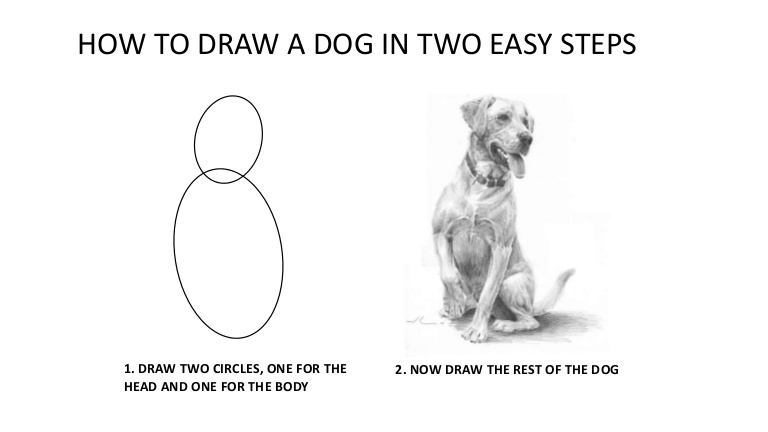 HOW TO DRAW A DOG IN TWO EASY STEPS
1. DRAW TWO CIRCLES, ONE FOR THE
HEAD AND ONE FOR THE BODY
2. NOW DRAW THE REST OF THE DOG